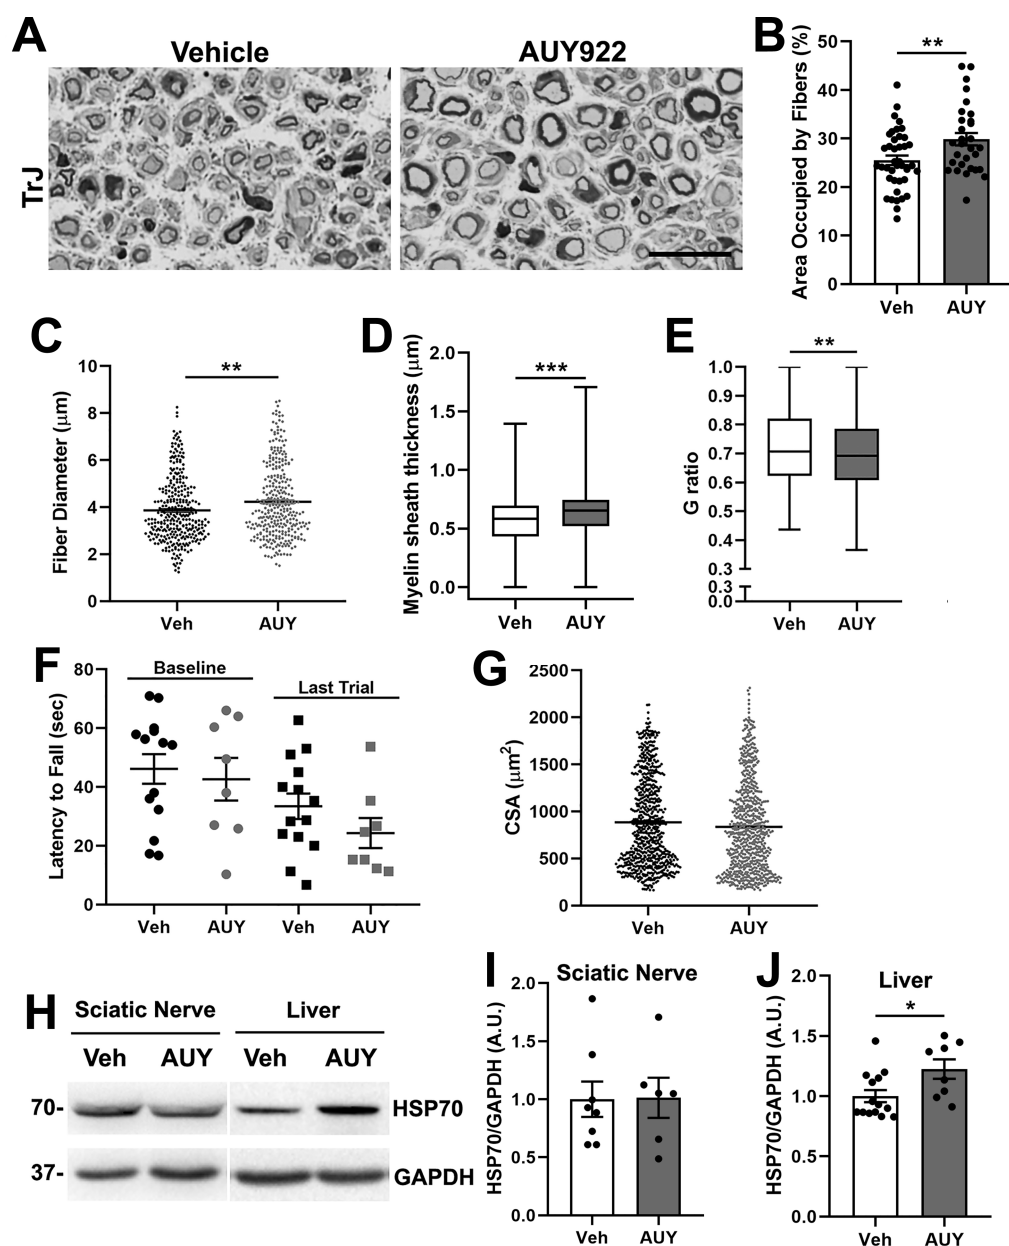 A
Vehicle
AUY922
TrJ
B
Area Occupied by Fibers (%)
50
40
30
20
10
0
**
Veh
AUY
C
Fiber Diameter (µm)
10
8
6
4
2
0
**
Veh
AUY
D
Myelin sheath thickness (µm)
2.0
1.5
1.0
0.5
0.0
***
Veh
AUY
E
G ratio
1.0
0.9
0.8
0.7
0.6
0.5
0.4
0.3
0.3
0.0
**
Veh
AUY
F
Latency to Fall (sec)
80
60
40
20
0
Baseline
Last Trial
Veh
AUY
Veh
AUY
G
CSA (µm²)
2500
2000
1500
1000
500
0
Veh
AUY
H
Sciatic Nerve
Liver
Veh
AUY
Veh
AUY
70-
HSP70
37-
GAPDH
I
Sciatic Nerve
HSP70/GAPDH (A.U.)
2.0
1.5
1.0
0.5
0.0
Veh
AUY
J
Liver
HSP70/GAPDH (A.U.)
2.0
1.5
1.0
0.5
0.0
*
Veh
AUY